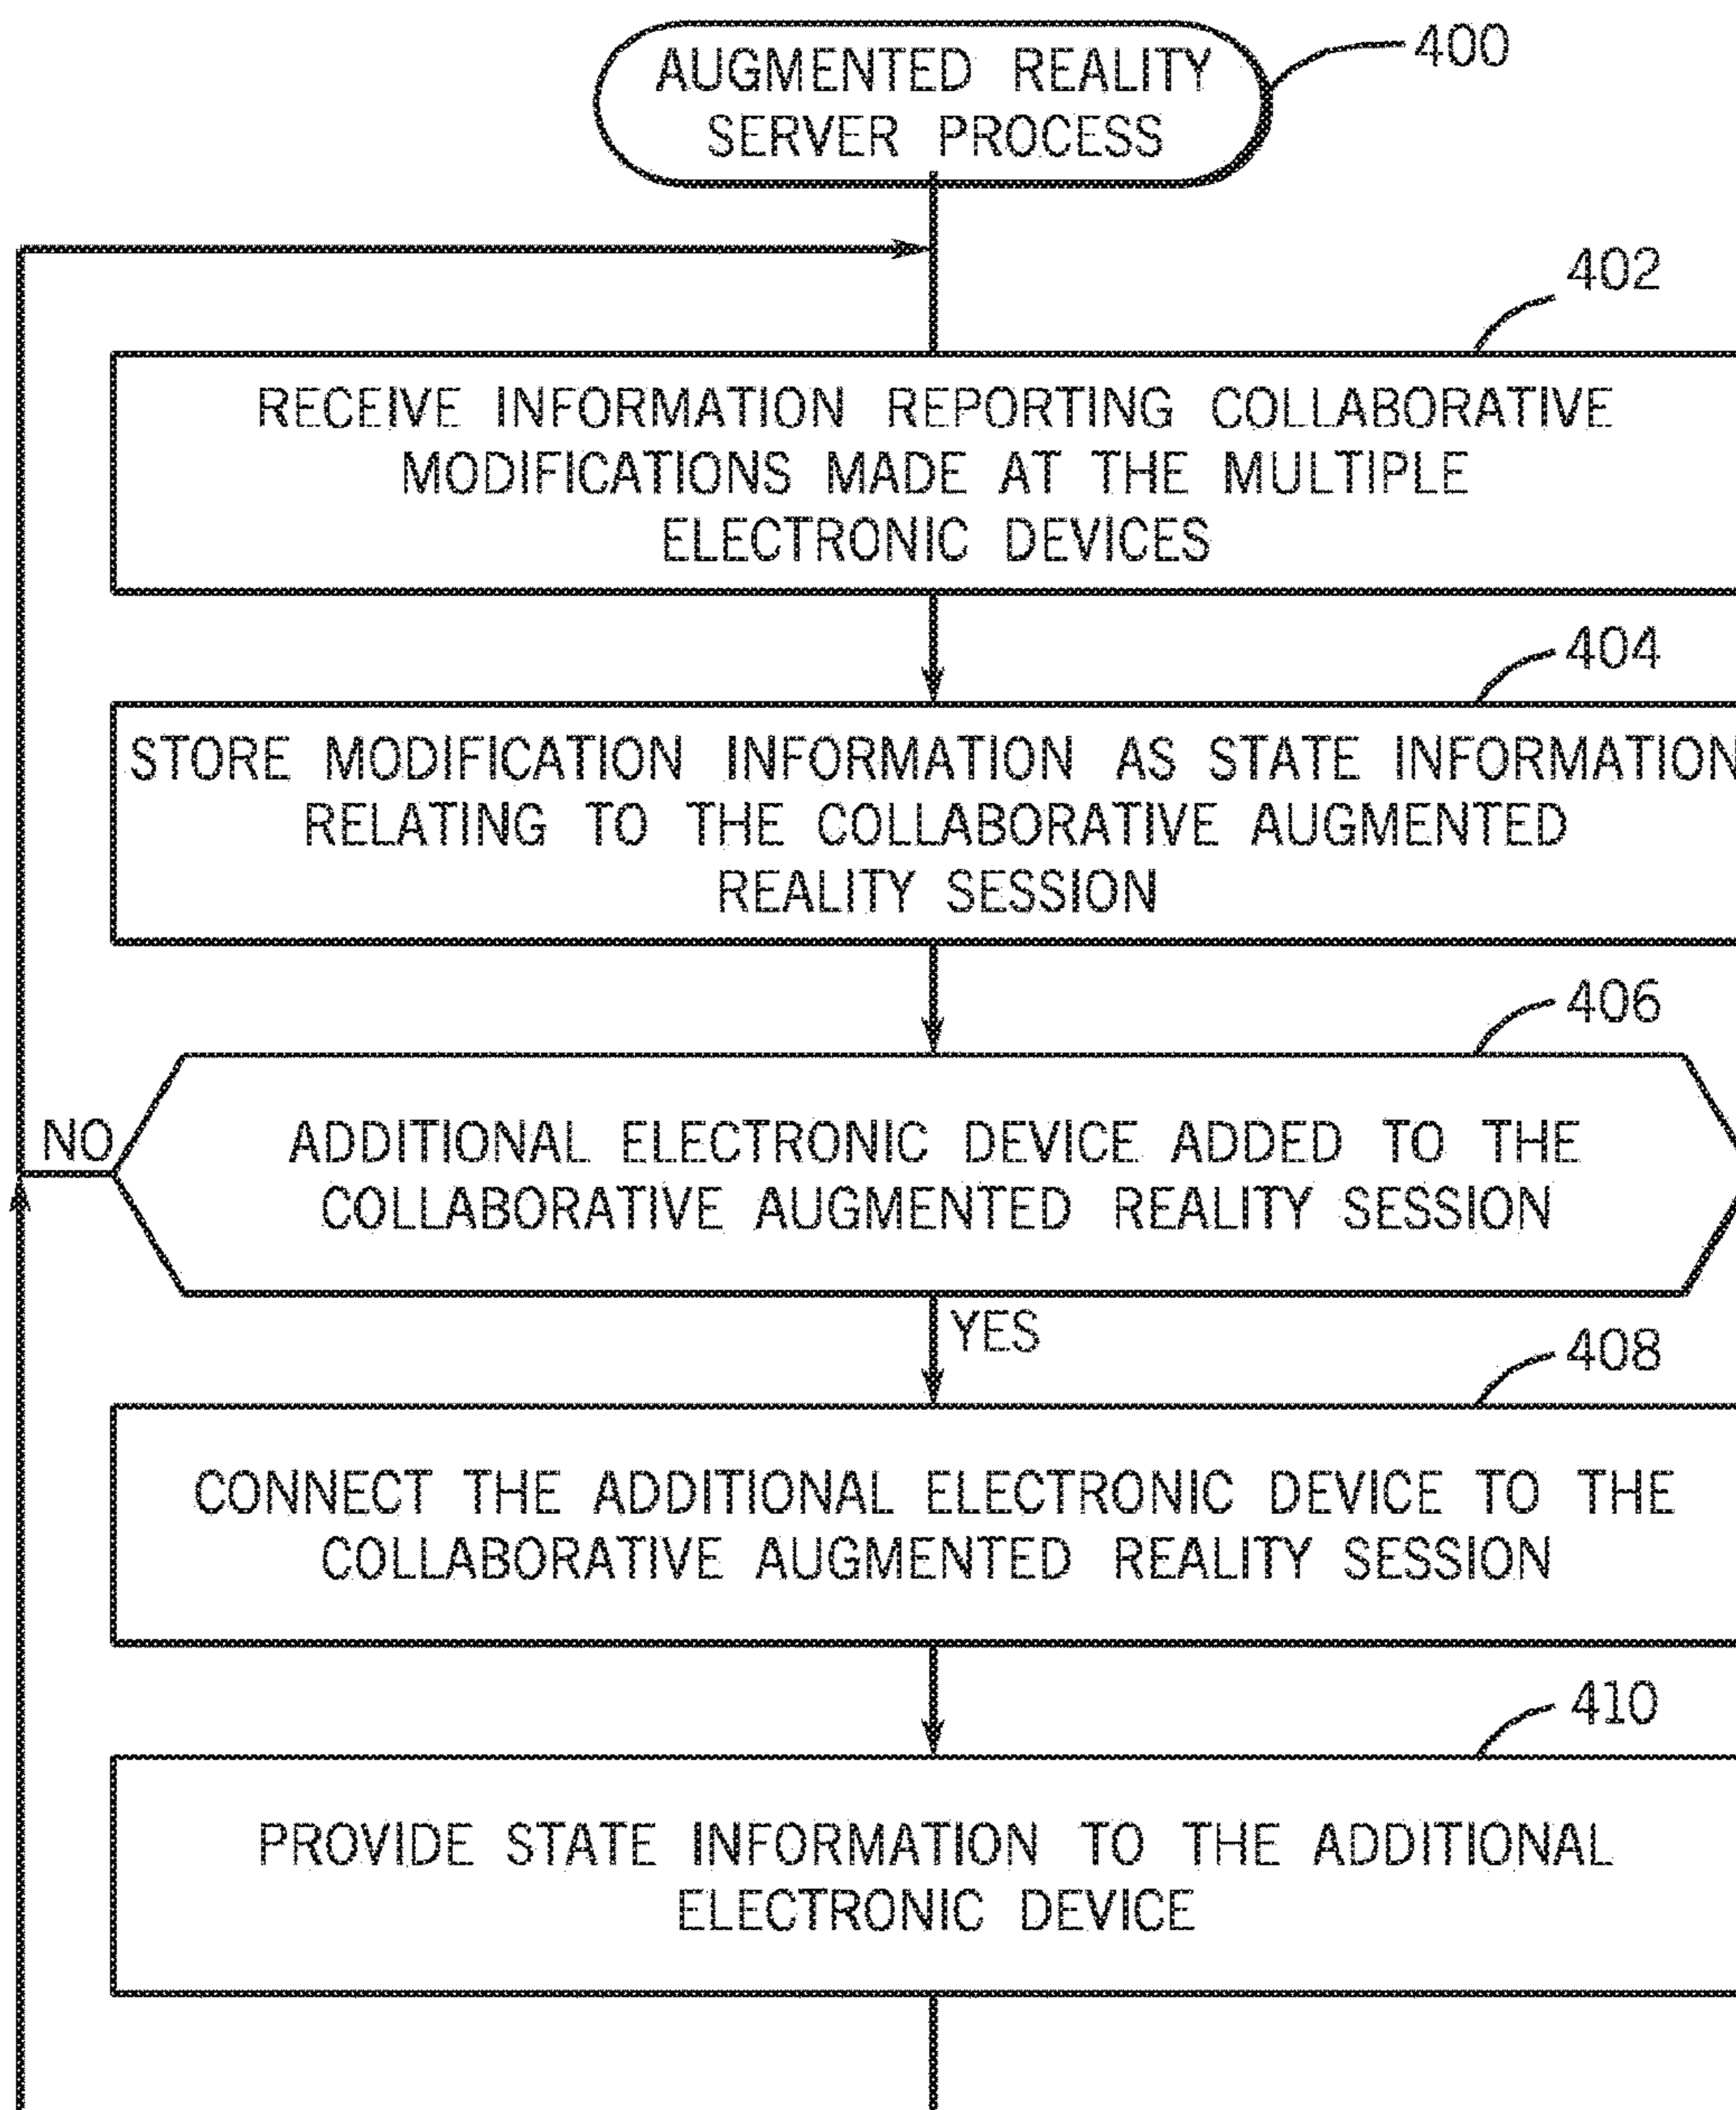 AUGMENTED REALITY
SERVER PROCESS
400
402
RECEIVE INFORMATION REPORTING COLLABORATIVE
MODIFICATIONS MADE AT THE MULTIPLE
ELECTRONIC DEVICES
404
STORE MODIFICATION INFORMATION AS STATE INFORMATION
RELATING TO THE COLLABORATIVE AUGMENTED
REALITY SESSION
406
NO
ADDITIONAL ELECTRONIC DEVICE ADDED TO THE
COLLABORATIVE AUGMENTED REALITY SESSION
YES
408
CONNECT THE ADDITIONAL ELECTRONIC DEVICE TO THE
COLLABORATIVE AUGMENTED REALITY SESSION
410
PROVIDE STATE INFORMATION TO THE ADDITIONAL
ELECTRONIC DEVICE